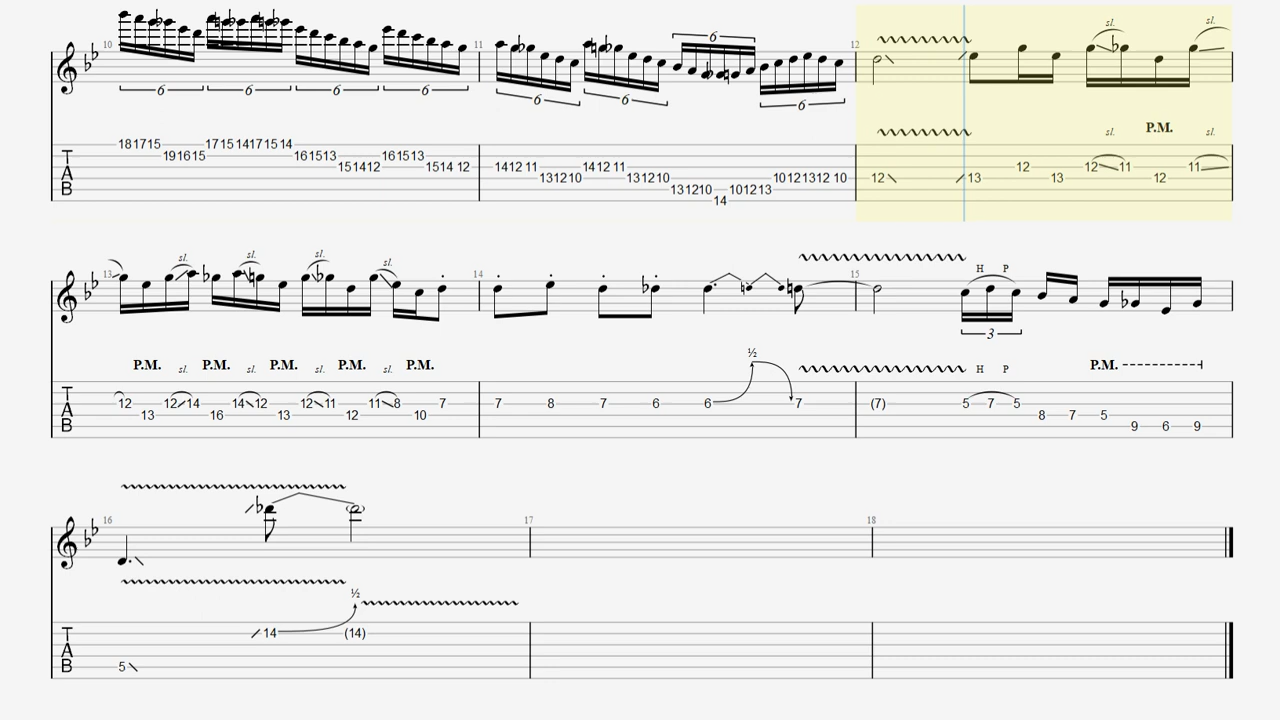 sl. sl.
10 11 12
6 6 6 6 6 6 6 6
sl. P.M. sl.
18 17 15 17 15 14 17 15 14
19 16 15 16 15 13 16 15 13
15 14 12 15 14 12 14 12 11 14 12 11 12 12 11 11
13 12 10 13 12 10 10 12 13 12 10 12 13 13 12
13 12 10 10 12 13
14
sl. sl. sl. sl. H P
13 14 15
3
P.M. sl. P.M. sl. P.M. sl. P.M. sl. P.M. ½ H P P.M.
12 12 14 14 12 12 11 11 8 7 7 8 7 6 6 7 (7) 5 7 5
13 16 13 12 10 8 7 5
9 6 9
16 17 18
½
14 (14)
5